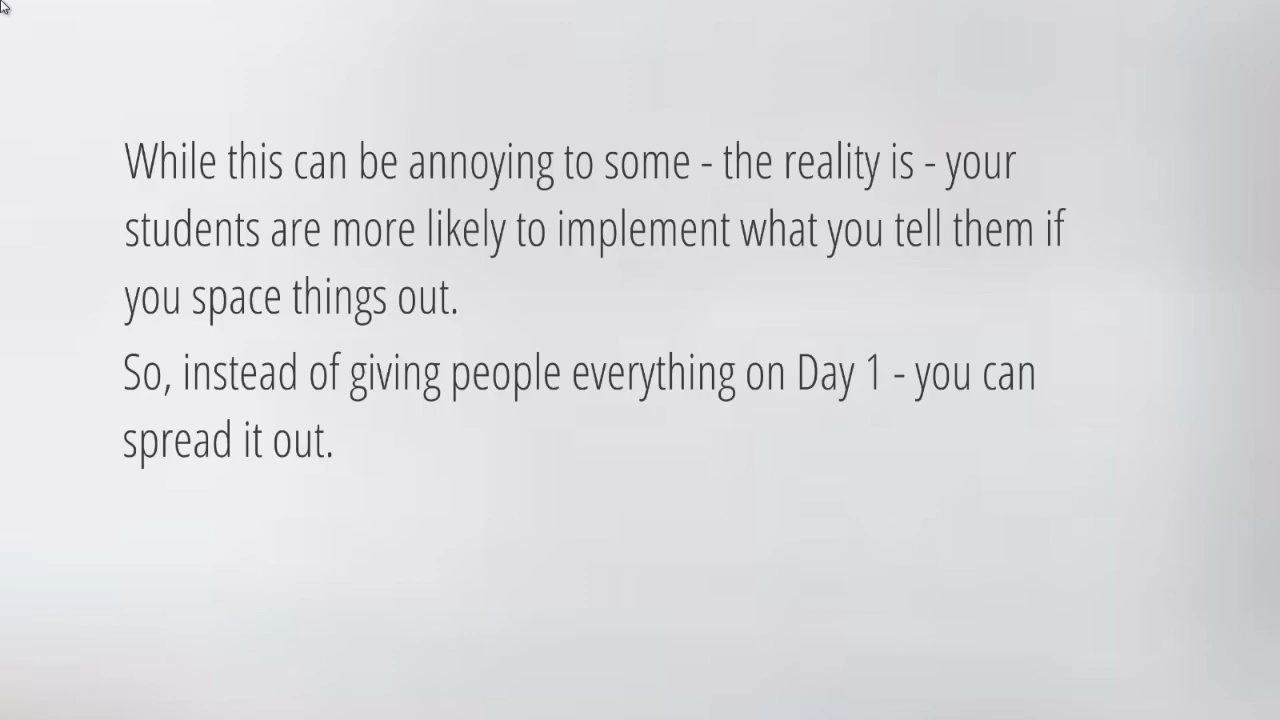 While this can be annoying to some - the reality is - your
students are more likely to implement what you tell them if
you space things out.
So, instead of giving people everything on Day 1 - you can
spread it out.